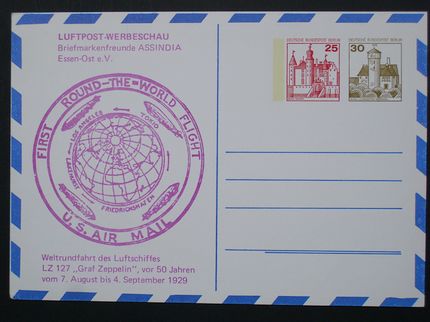 LUFTPOST-WERBESCHAU
Briefmarkenfreunde ASSINDIA
Essen-Ost e.V.
DEUTSCHE BUNDESPOST BERLIN
25
DEUTSCHE BUNDESPOST BERLIN
30
FIRST ROUND-THE-WORLD FLIGHT
LOS ANGELES
TOKIO
LAKEHURST
FRIEDRICHSHAFEN
U.S. AIR MAIL
Weltrundfahrt des Luftschiffes
LZ 127 „Graf Zeppelin", vor 50 Jahren
vom 7. August bis 4. September 1929